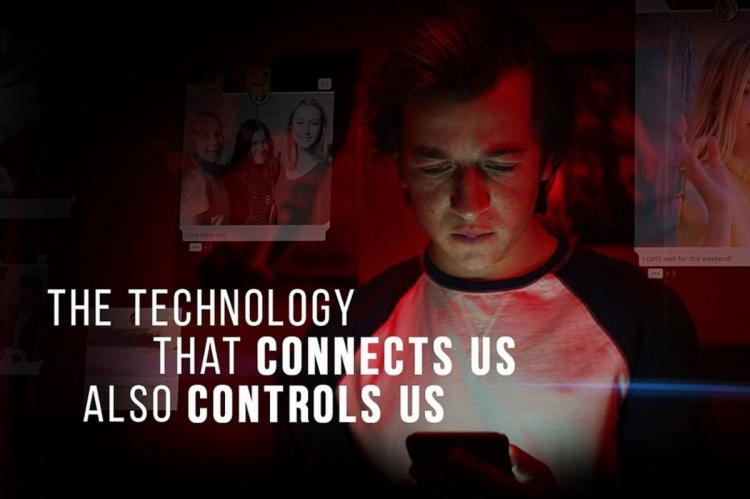 THE TECHNOLOGY
THAT CONNECTS US
ALSO CONTROLS US
I can't wait for this weekend!